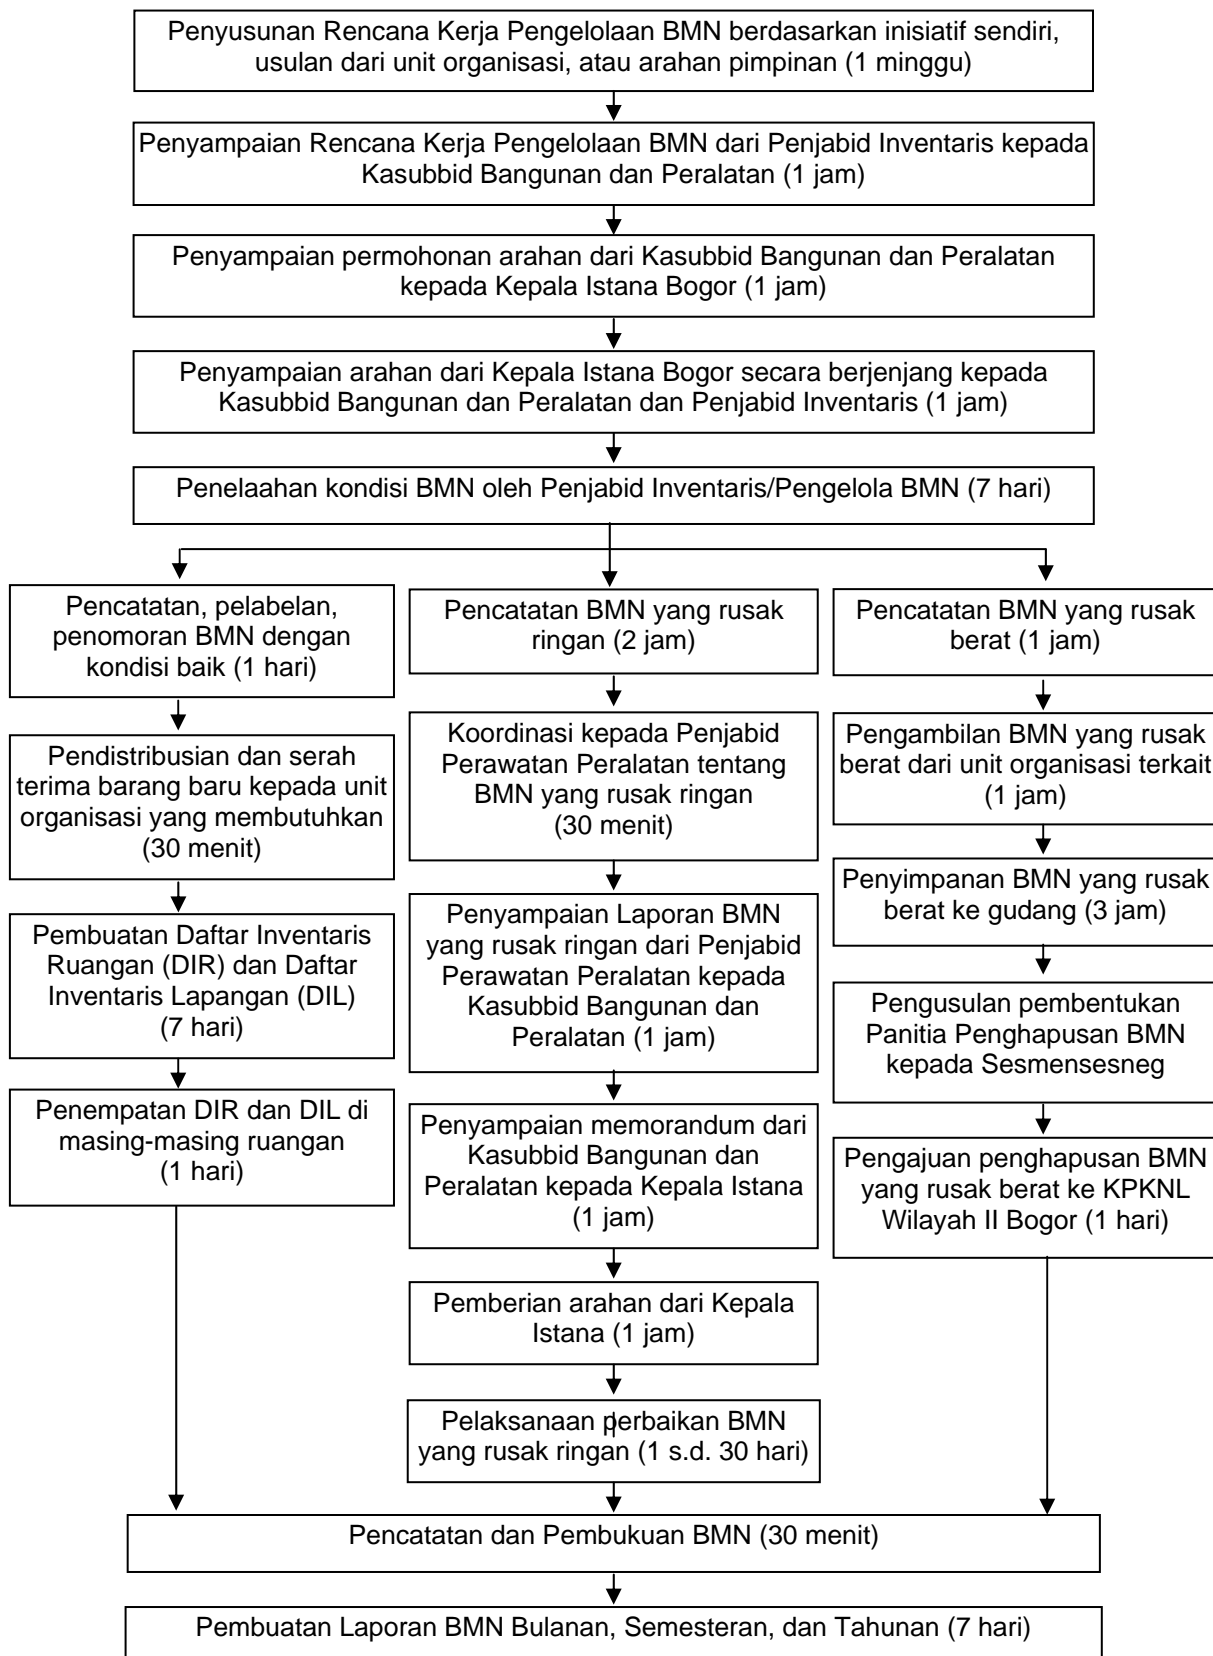 Penyusunan Rencana Kerja Pengelolaan BMN berdasarkan inisiatif sendiri,
usulan dari unit organisasi, atau arahan pimpinan (1 minggu)
Penyampaian Rencana Kerja Pengelolaan BMN dari Penjabid Inventaris kepada
Kasubbid Bangunan dan Peralatan (1 jam)
Penyampaian permohonan arahan dari Kasubbid Bangunan dan Peralatan
kepada Kepala Istana Bogor (1 jam)
Penyampaian arahan dari Kepala Istana Bogor secara berjenjang kepada
Kasubbid Bangunan dan Peralatan dan Penjabid Inventaris (1 jam)
Penelaahan kondisi BMN oleh Penjabid Inventaris/Pengelola BMN (7 hari)
Pencatatan, pelabelan,
penomoran BMN dengan
kondisi baik (1 hari)
Pendistribusian dan serah
terima barang baru kepada unit
organisasi yang membutuhkan
(30 menit)
Pembuatan Daftar Inventaris
Ruangan (DIR) dan Daftar
Inventaris Lapangan (DIL)
(7 hari)
Penempatan DIR dan DIL di
masing-masing ruangan
(1 hari)
Pencatatan BMN yang rusak
ringan (2 jam)
Koordinasi kepada Penjabid
Perawatan Peralatan tentang
BMN yang rusak ringan
(30 menit)
Penyampaian Laporan BMN
yang rusak ringan dari Penjabid
Perawatan Peralatan kepada
Kasubbid Bangunan dan
Peralatan (1 jam)
Penyampaian memorandum dari
Kasubbid Bangunan dan
Peralatan kepada Kepala Istana
(1 jam)
Pemberian arahan dari Kepala
Istana (1 jam)
Pelaksanaan perbaikan BMN
yang rusak ringan (1 s.d. 30 hari)
Pencatatan BMN yang rusak
berat (1 jam)
Pengambilan BMN yang rusak
berat dari unit organisasi terkait
(1 jam)
Penyimpanan BMN yang rusak
berat ke gudang (3 jam)
Pengusulan pembentukan
Panitia Penghapusan BMN
kepada Sesmensesneg
Pengajuan penghapusan BMN
yang rusak berat ke KPKNL
Wilayah II Bogor (1 hari)
Pencatatan dan Pembukuan BMN (30 menit)
Pembuatan Laporan BMN Bulanan, Semesteran, dan Tahunan (7 hari)